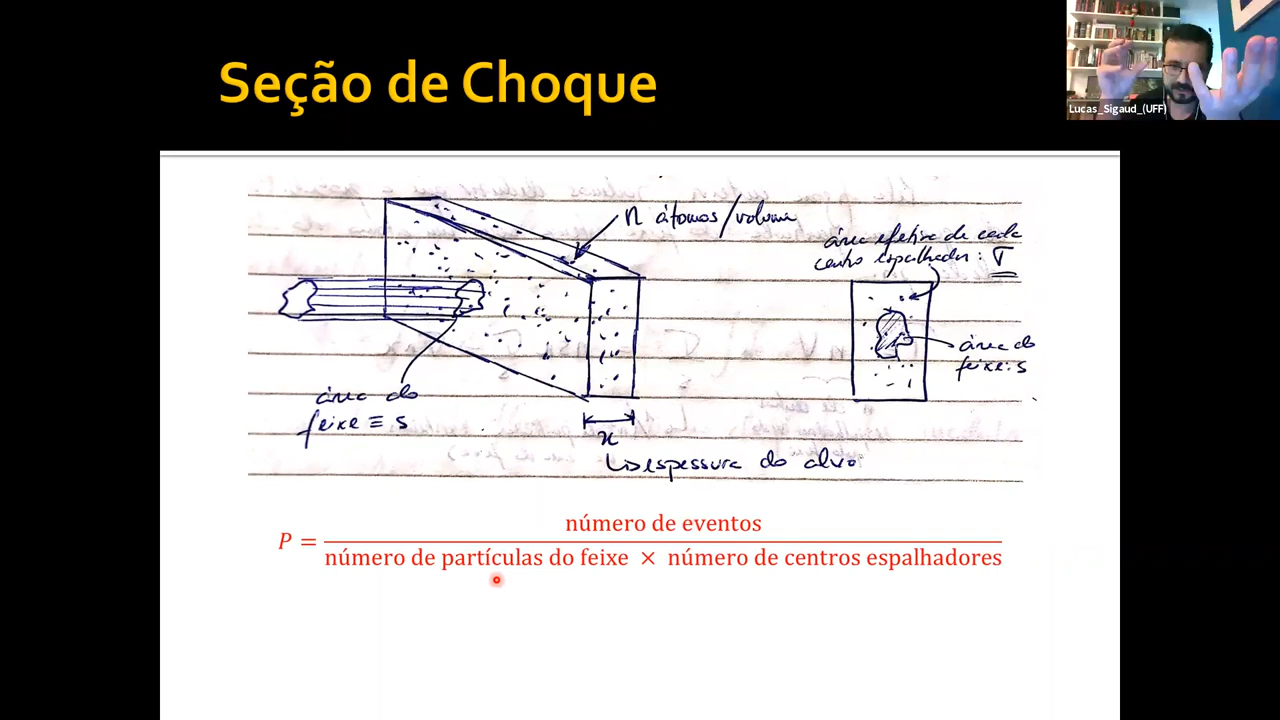 Seção de Choque
Lucas_Sigaud_(UFF)
n átomos/volume
área efetiva de cada
centro espalhador: σ
área do
feixe ≡ s
x
↳ espessura do alvo
área do
feixe: s
número de eventos
P =
número de partículas do feixe × número de centros espalhadores